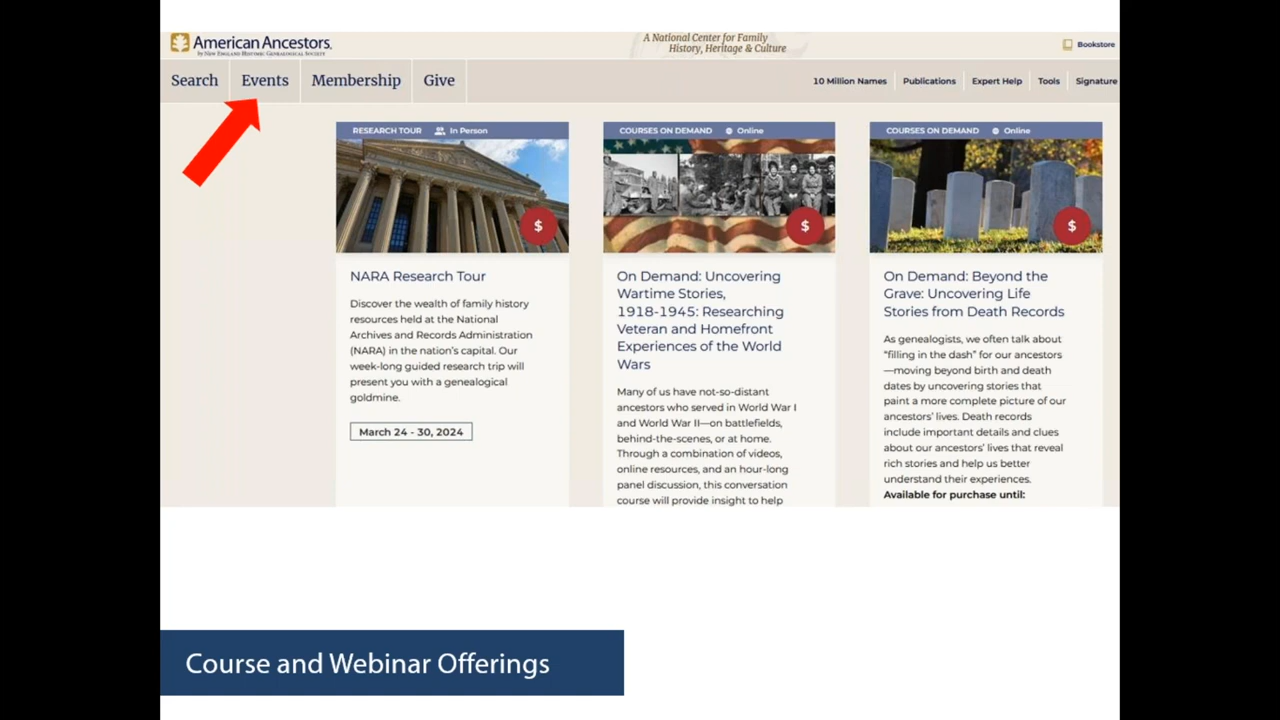 American Ancestors
by NEW ENGLAND HISTORIC GENEALOGICAL SOCIETY
A National Center for Family
History, Heritage & Culture
Bookstore
Search
Events
Membership
Give
10 Million Names
Publications
Expert Help
Tools
Signature
RESEARCH TOUR In Person
$
NARA Research Tour
Discover the wealth of family history
resources held at the National
Archives and Records Administration
(NARA) in the nation's capital. Our
week-long guided research trip will
present you with a genealogical
goldmine.
March 24 - 30, 2024
COURSES ON DEMAND Online
$
On Demand: Uncovering
Wartime Stories,
1918-1945: Researching
Veteran and Homefront
Experiences of the World
Wars
Many of us have not-so-distant
ancestors who served in World War I
and World War II—on battlefields,
behind-the-scenes, or at home.
Through a combination of videos,
online resources, and an hour-long
panel discussion, this conversation
course will provide insight to help
COURSES ON DEMAND Online
$
On Demand: Beyond the
Grave: Uncovering Life
Stories from Death Records
As genealogists, we often talk about
“filling in the dash” for our ancestors
—moving beyond birth and death
dates by uncovering stories that
paint a more complete picture of our
ancestors’ lives. Death records
include important details and clues
about our ancestors’ lives that reveal
rich stories and help us better
understand their experiences.
Available for purchase until:
Course and Webinar Offerings